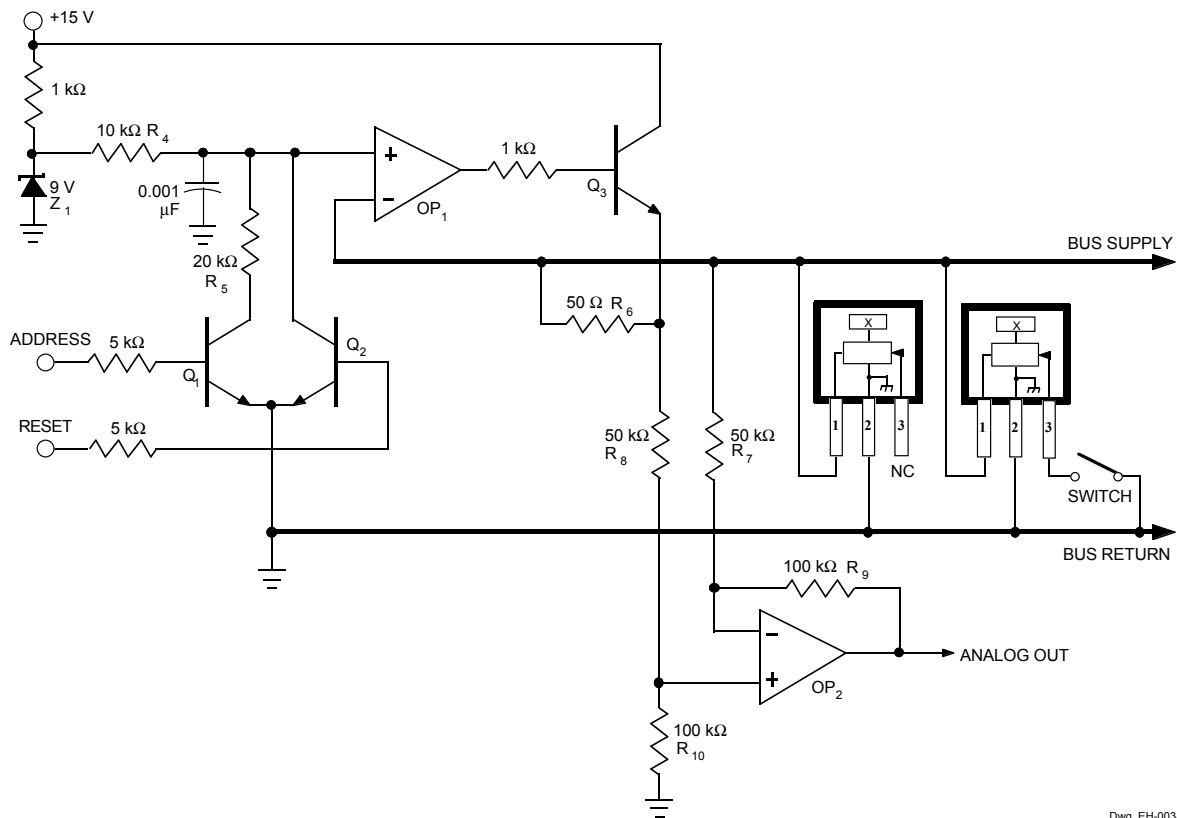 +15 V
1 kΩ
10 kΩ R4
9 V
Z1
0.001
µF
+
-
OP1
1 kΩ
Q3
20 kΩ
R5
BUS SUPPLY
50 Ω R6
X
X
ADDRESS
5 kΩ
Q1
Q2
RESET
5 kΩ
1
2
3
1
2
3
50 kΩ
R8
50 kΩ
R7
NC
SWITCH
BUS RETURN
100 kΩ R9
-
+
OP2
ANALOG OUT
100 kΩ
R10
Dwg. EH-003